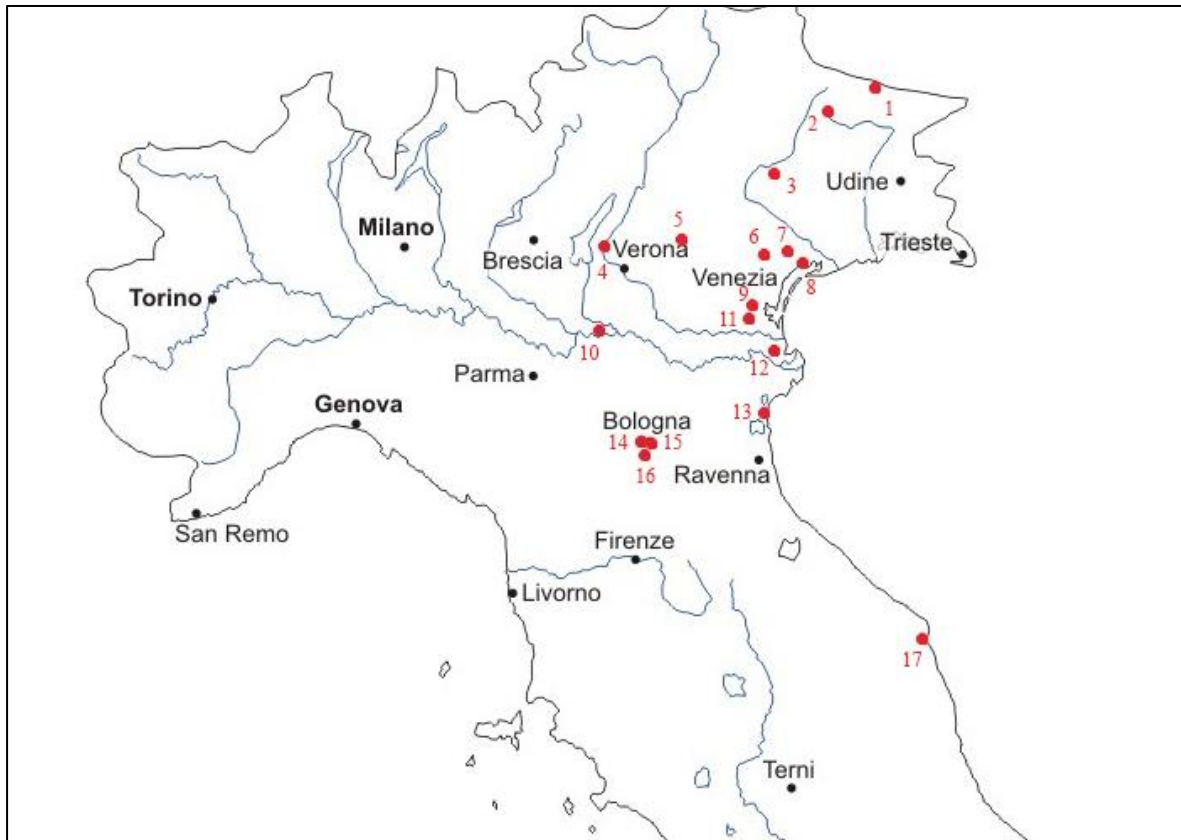 1
2
3
Udine
5
6
7
Milano
Verona
Trieste
Brescia
4
Venezia
8
Torino
9
11
10
12
Parma
Genova
13
Bologna
14
15
16
Ravenna
San Remo
Firenze
Livorno
17
Terni